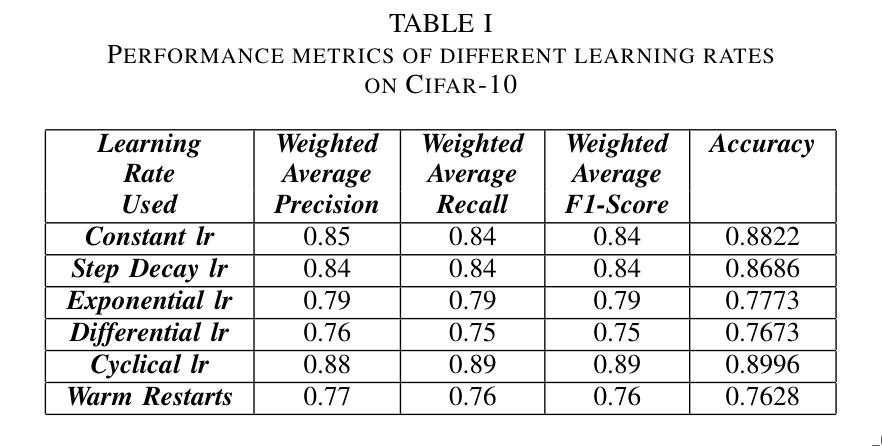 TABLE I
PERFORMANCE METRICS OF DIFFERENT LEARNING RATES
ON CIFAR-10
Learning Rate Used Weighted Average Precision Weighted Average Recall Weighted Average F1-Score Accuracy
Constant lr 0.85 0.84 0.84 0.8822
Step Decay lr 0.84 0.84 0.84 0.8686
Exponential lr 0.79 0.79 0.79 0.7773
Differential lr 0.76 0.75 0.75 0.7673
Cyclical lr 0.88 0.89 0.89 0.8996
Warm Restarts 0.77 0.76 0.76 0.7628